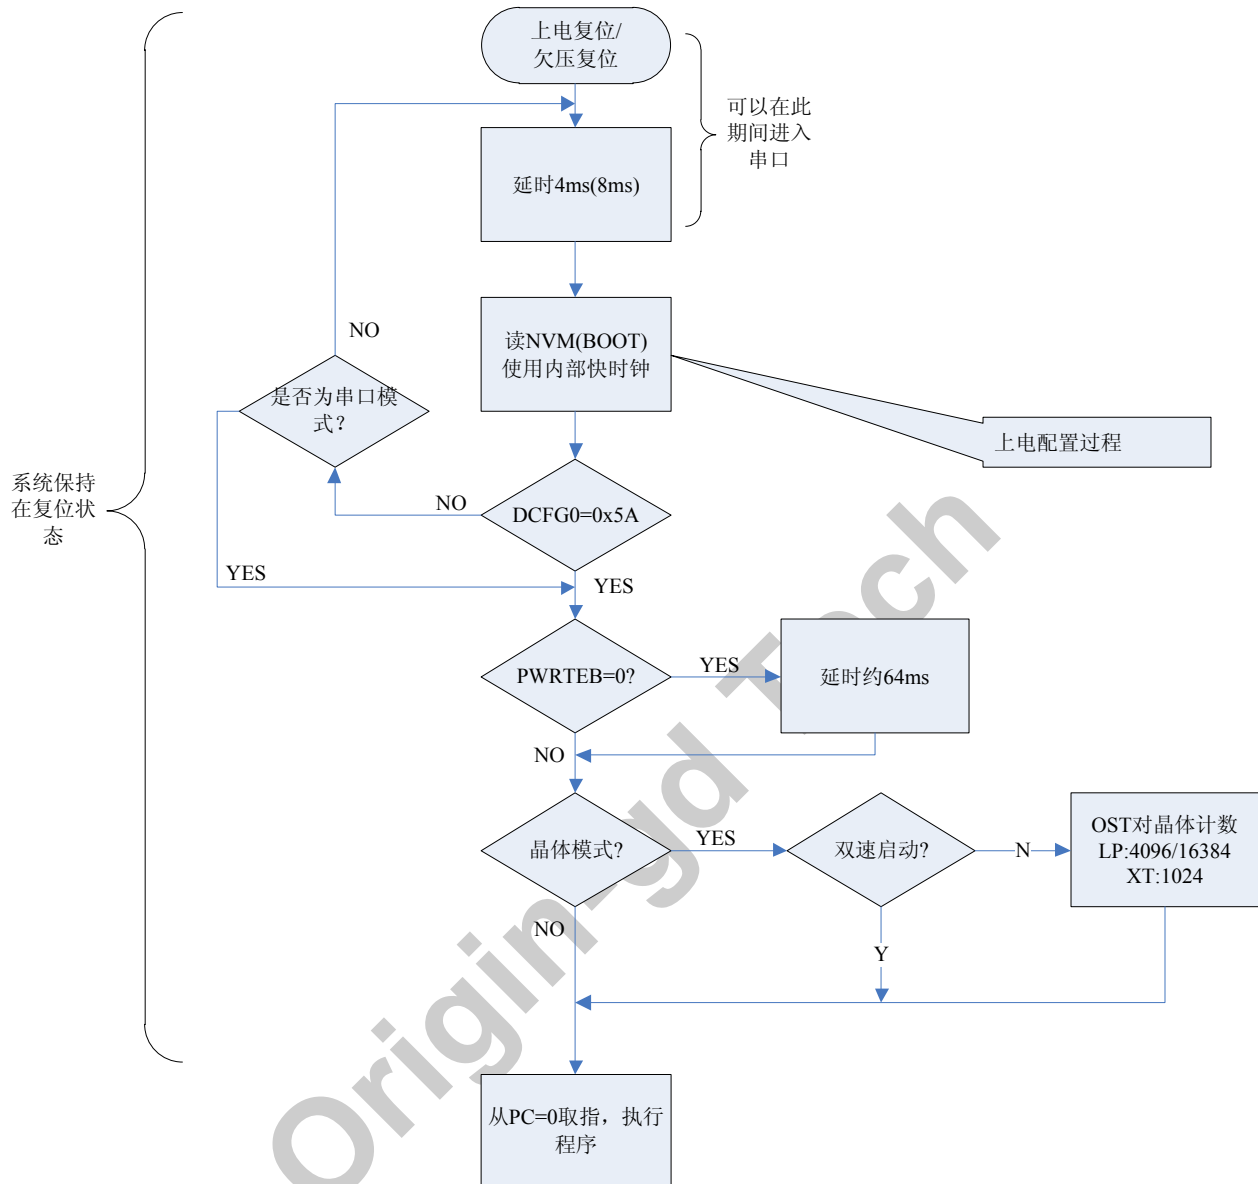 上电复位/
欠压复位
可以在此
期间进入
串口
延时4ms(8ms)
NO
读NVM(BOOT)
使用内部快时钟
是否为串口模
式?
上电配置过程
系统保持
在复位状
态
NO
DCFG0=0x5A
YES
YES
PWRTEB=0?
YES
延时约64ms
NO
晶体模式?
YES
双速启动?
N
OST对晶体计数
LP:4096/16384
XT:1024
NO
Y
从PC=0取指，执行
程序
Origin-gd Tech